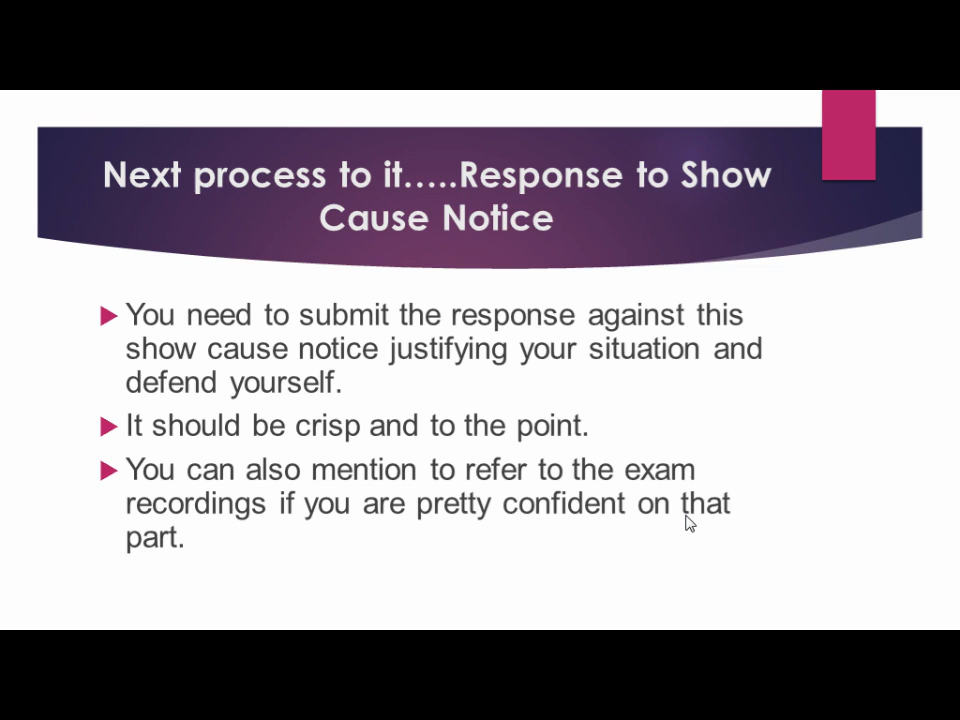 Next process to it.....Response to Show
Cause Notice
You need to submit the response against this
show cause notice justifying your situation and
defend yourself.
It should be crisp and to the point.
You can also mention to refer to the exam
recordings if you are pretty confident on that
part.